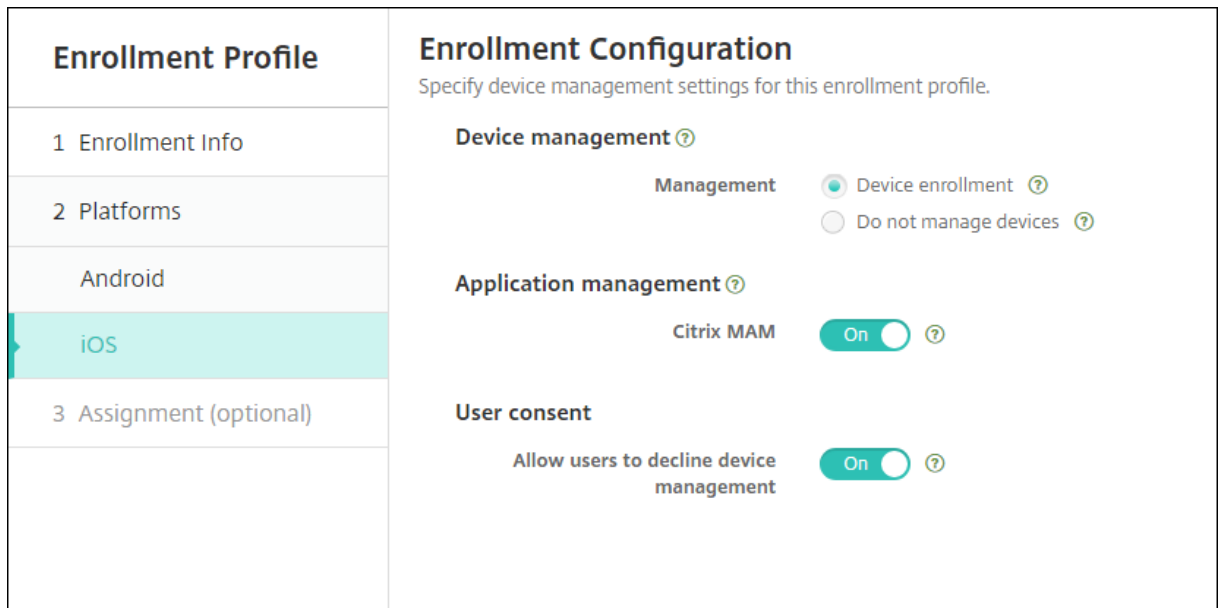 Enrollment Profile
1 Enrollment Info
2 Platforms
Android
iOS
3 Assignment (optional)
Enrollment Configuration
Specify device management settings for this enrollment profile.
Device management ?
Management
Device enrollment ?
Do not manage devices ?
Application management ?
Citrix MAM
On ?
User consent
Allow users to decline device
management
On ?